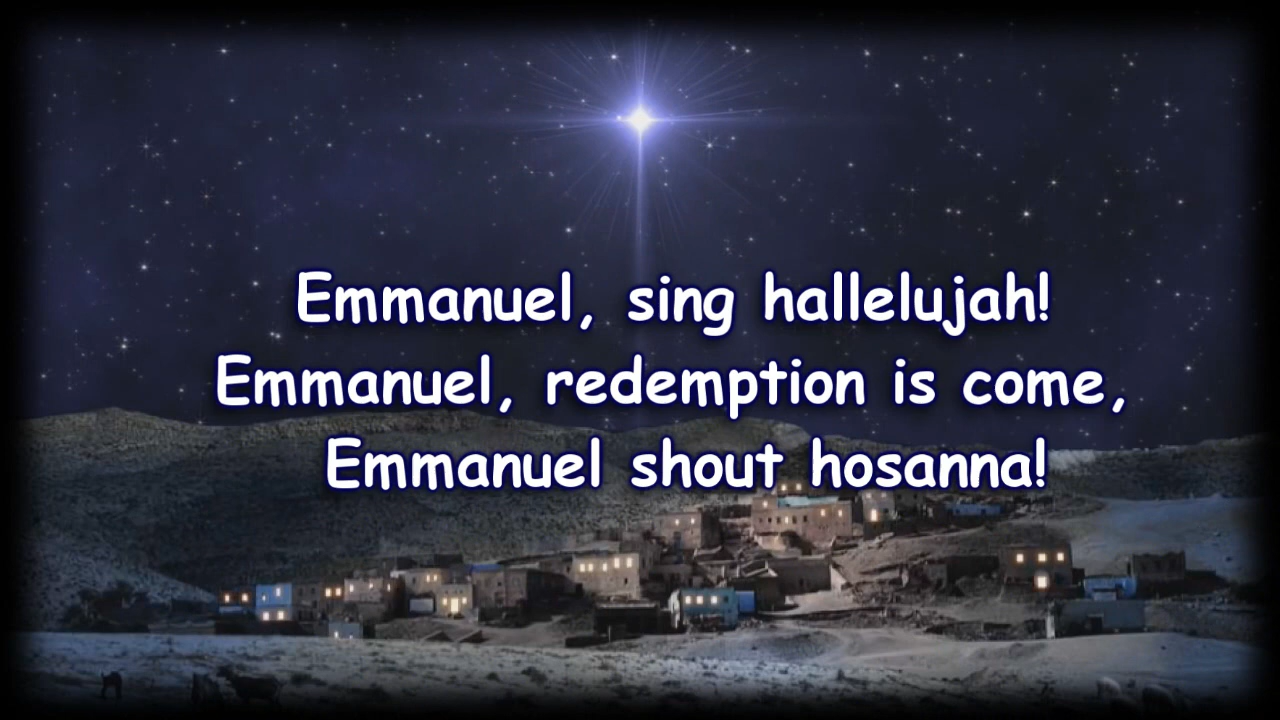 Emmanuel, sing hallelujah!
Emmanuel, redemption is come,
Emmanuel shout hosanna!